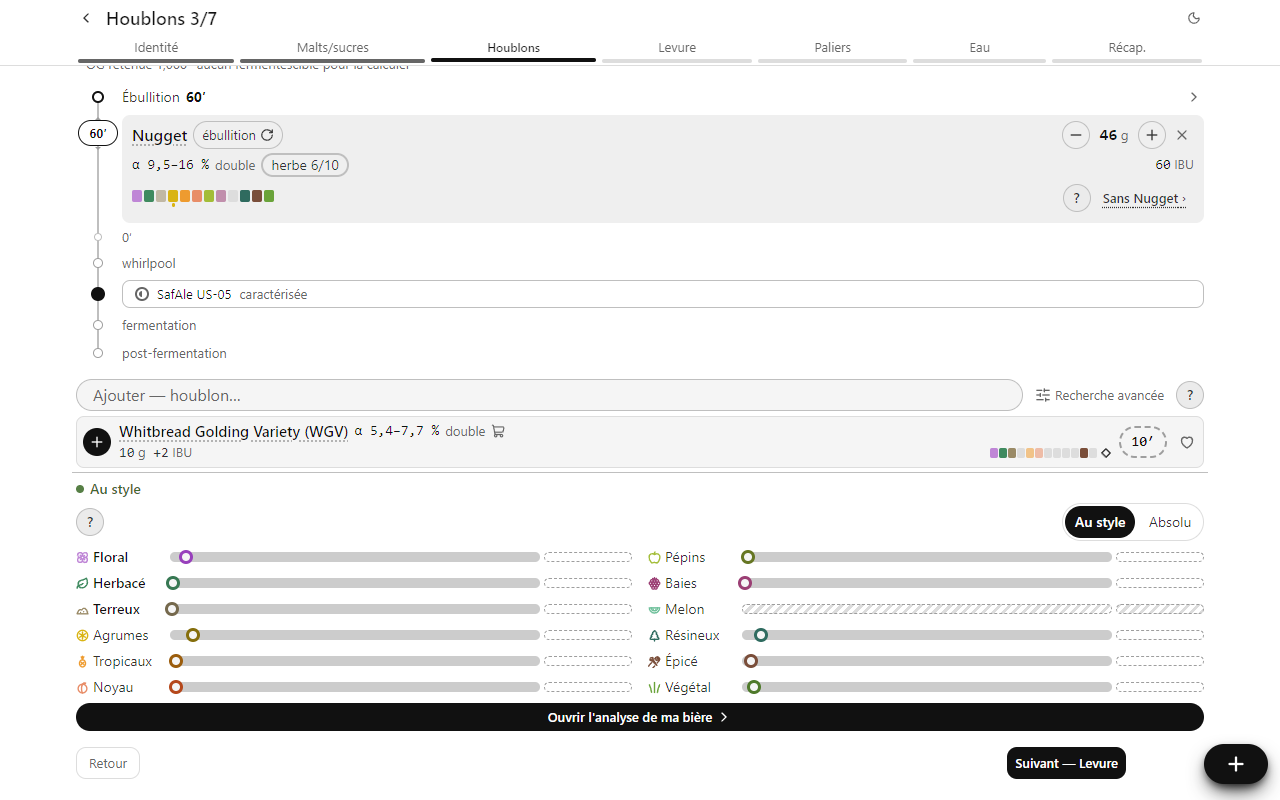 Houblons 3/7
Identité
Malts/sucres
Houblons
Levure
Paliers
Eau
Récap.
Ébullition 60′
60′
Nugget ébullition
46 g
α 9,5–16 % double herbe 6/10
60 IBU
? Sans Nugget ›
0′
whirlpool
SafAle US-05 caractérisée
fermentation
post-fermentation
Ajouter — houblon...
Recherche avancée ?
Whitbread Golding Variety (WGV) α 5,4–7,7 % double
10 g +2 IBU
10′
Au style
?
Au style Absolu
Floral
Pépins
Herbacé
Baies
Terreux
Melon
Agrumes
Résineux
Tropicaux
Épicé
Noyau
Végétal
Ouvrir l'analyse de ma bière
Retour
Suivant — Levure